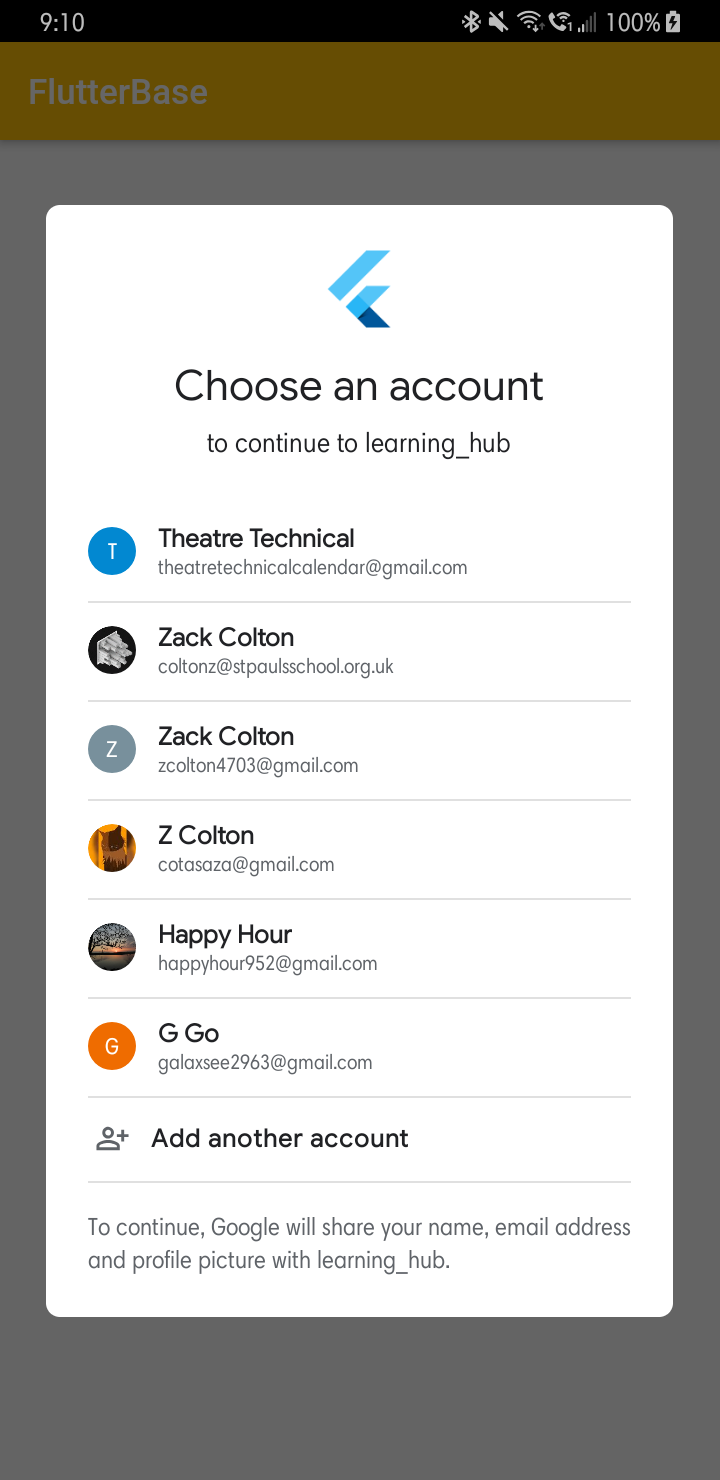 9:10
100%
FlutterBase
Choose an account
to continue to learning_hub
T
Theatre Technical
theatretechnicalcalendar@gmail.com
Zack Colton
coltonz@stpaulsschool.org.uk
Z
Zack Colton
zcolton4703@gmail.com
Z Colton
cotasaza@gmail.com
Happy Hour
happyhour952@gmail.com
G
G Go
galaxsee2963@gmail.com
Add another account
To continue, Google will share your name, email address
and profile picture with learning_hub.